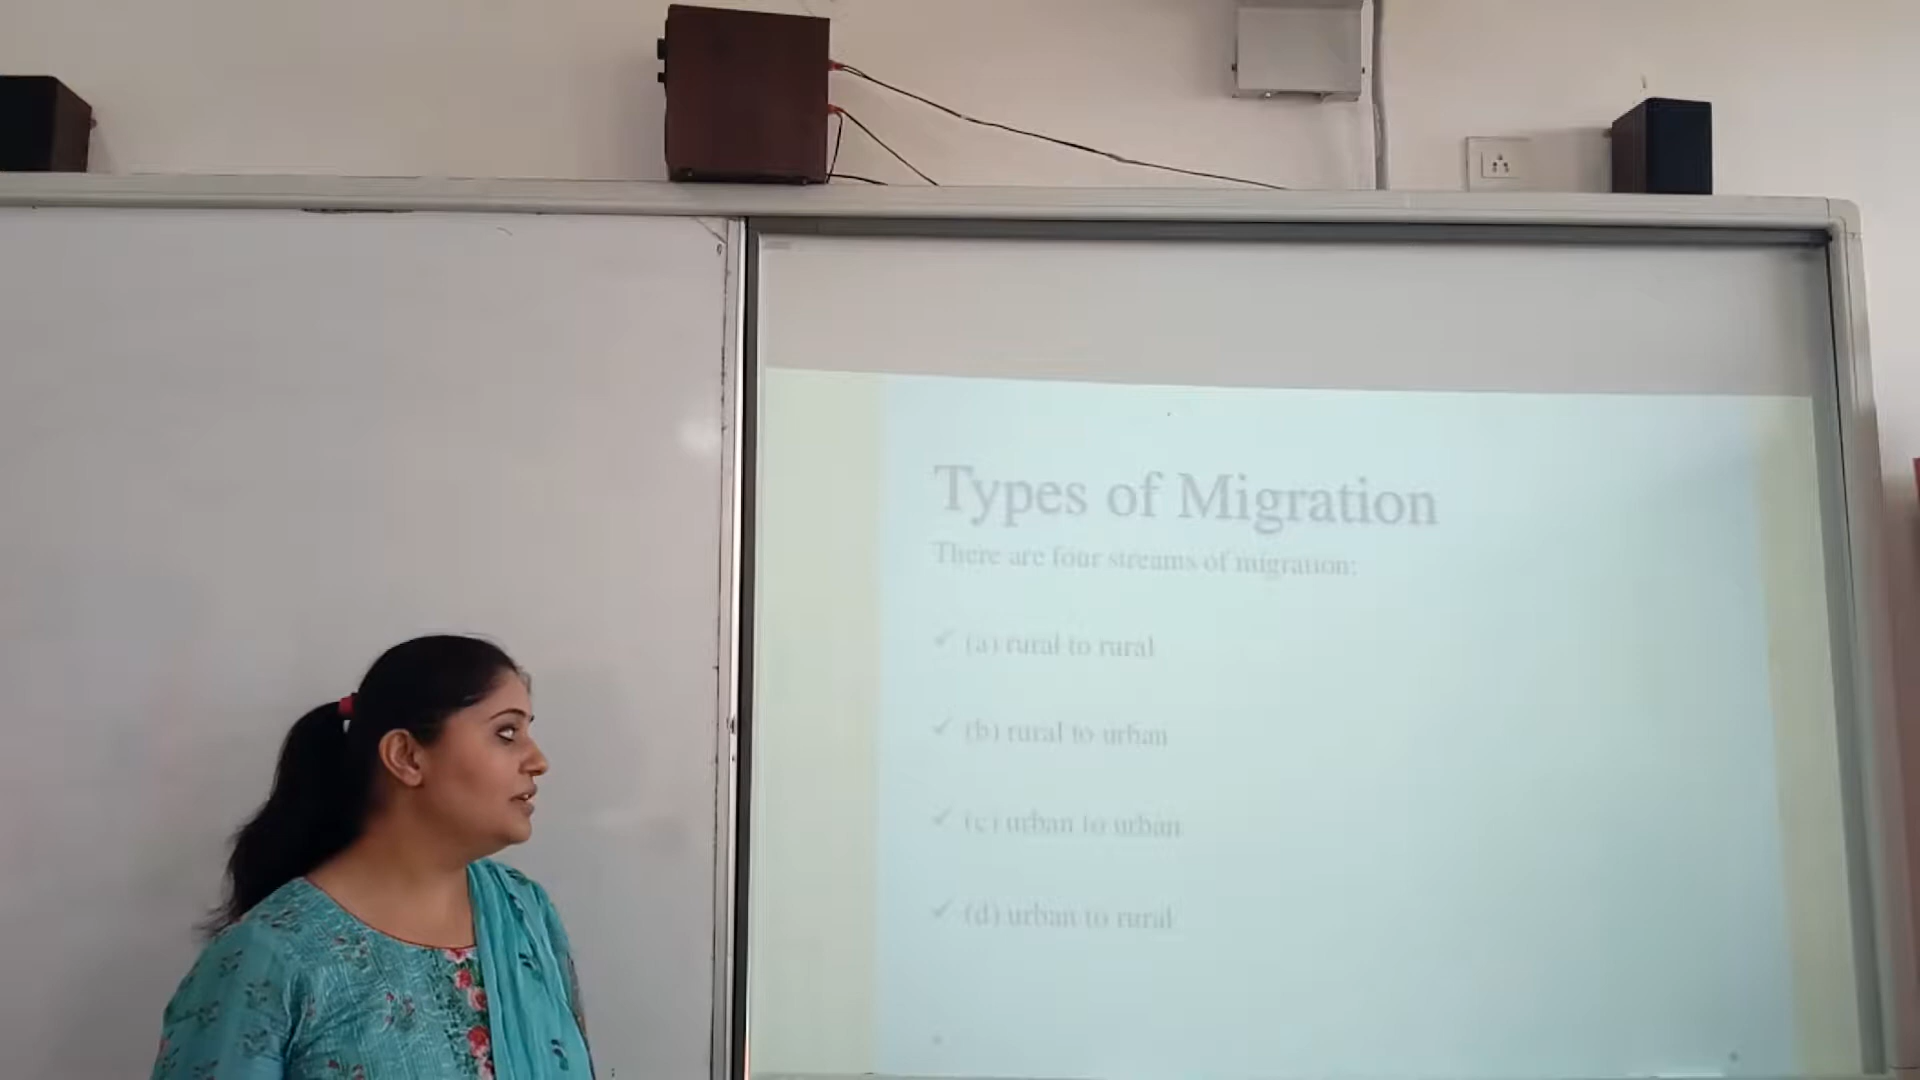 Types of Migration
There are four streams of migration:
✓ (a) rural to rural
✓ (b) rural to urban
✓ (c) urban to urban
✓ (d) urban to rural